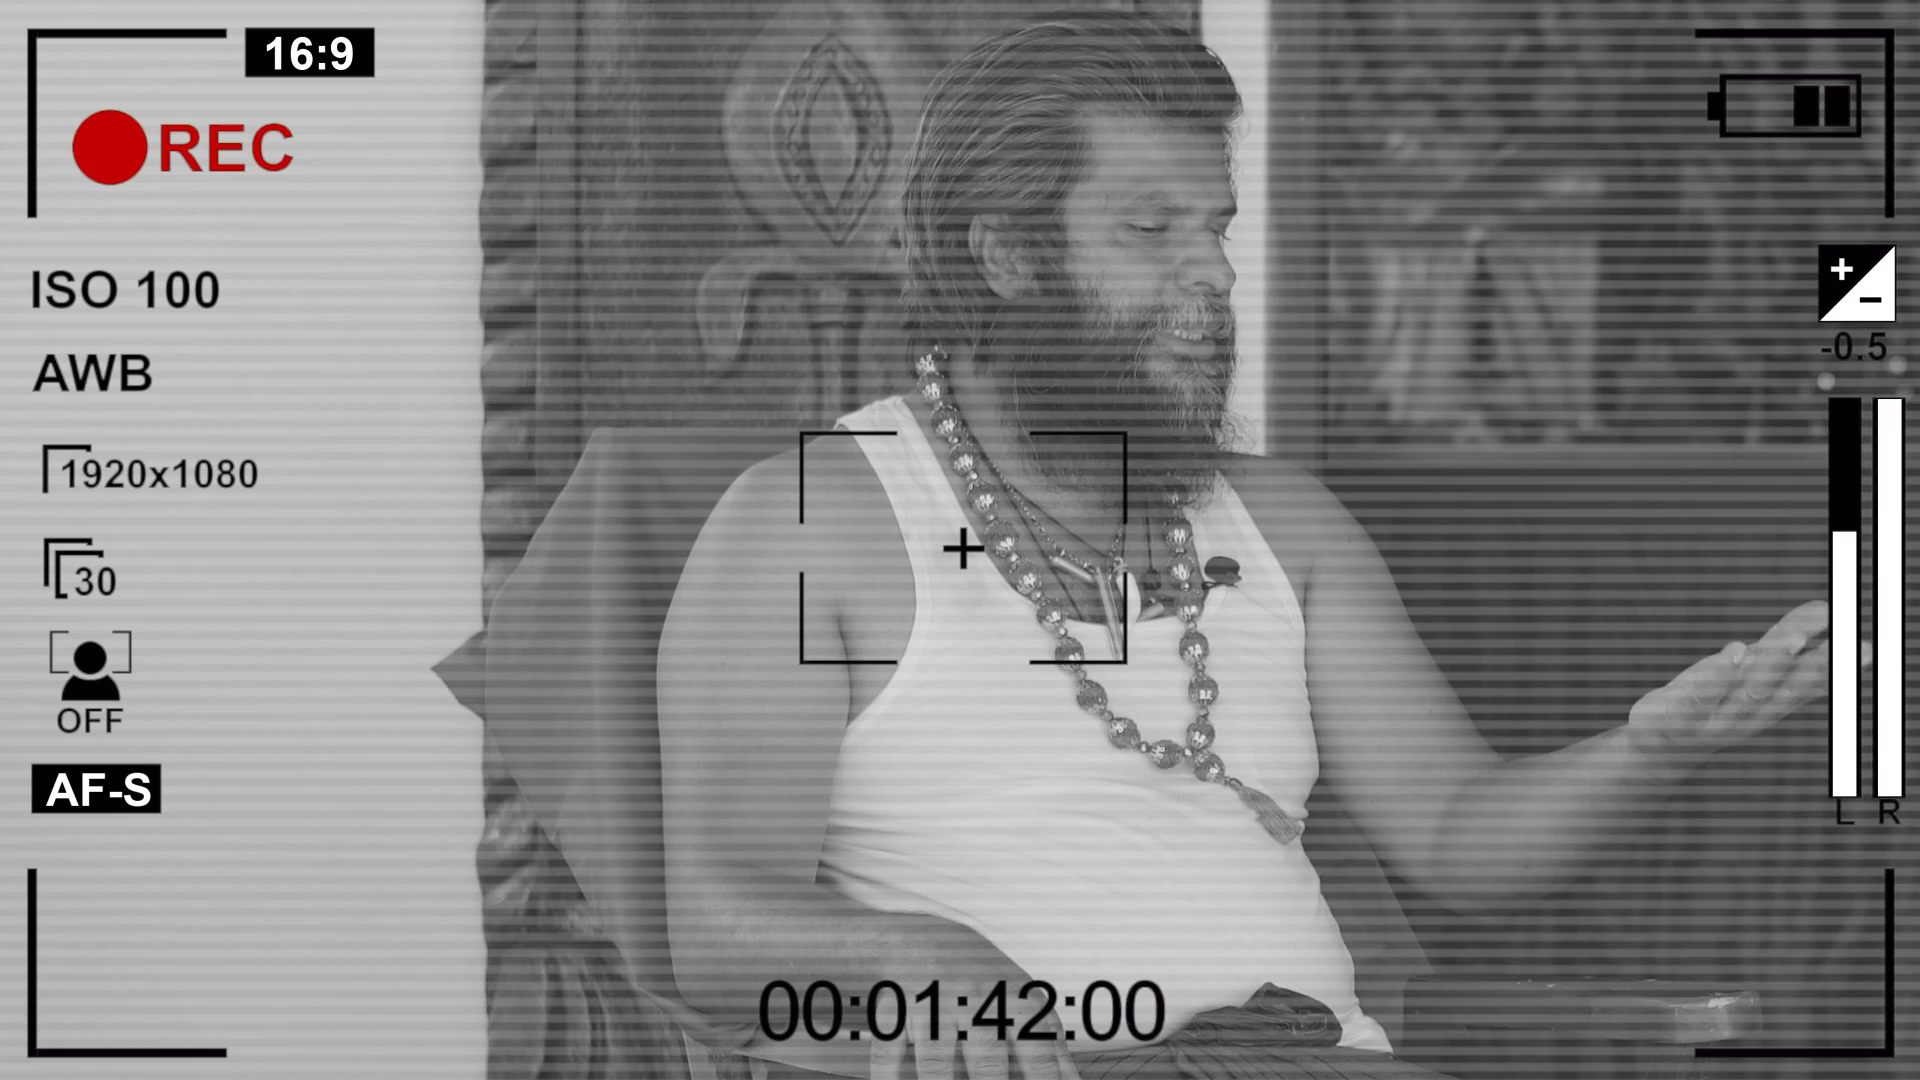 16:9
REC
ISO 100
AWB
1920x1080
30
OFF
AF-S
+
-
-0.5
L R
00:01:42:00